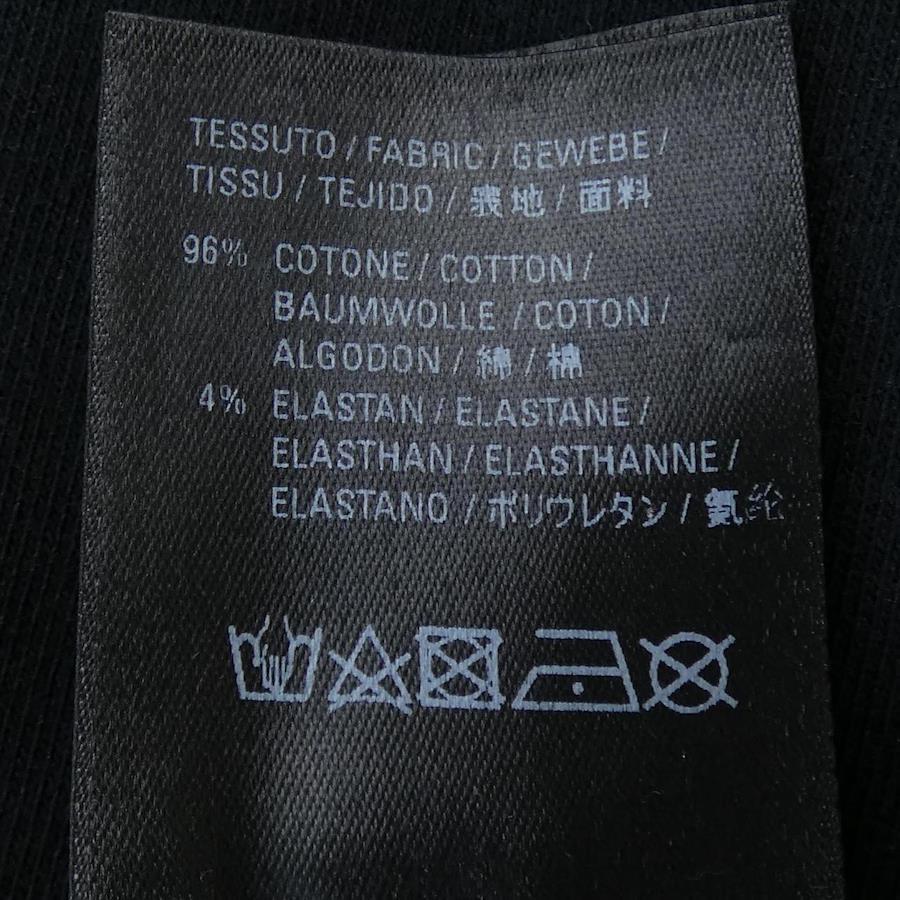 TESSUTO / FABRIC / GEWEBE /
TISSU / TEJIDO / 表地 / 面料
96% COTONE / COTTON /
BAUMWOLLE / COTON /
ALGODON / 綿 / 棉
4% ELASTAN / ELASTANE /
ELASTHAN / ELASTHANNE /
ELASTANO / ポリウレタン / 氨纶